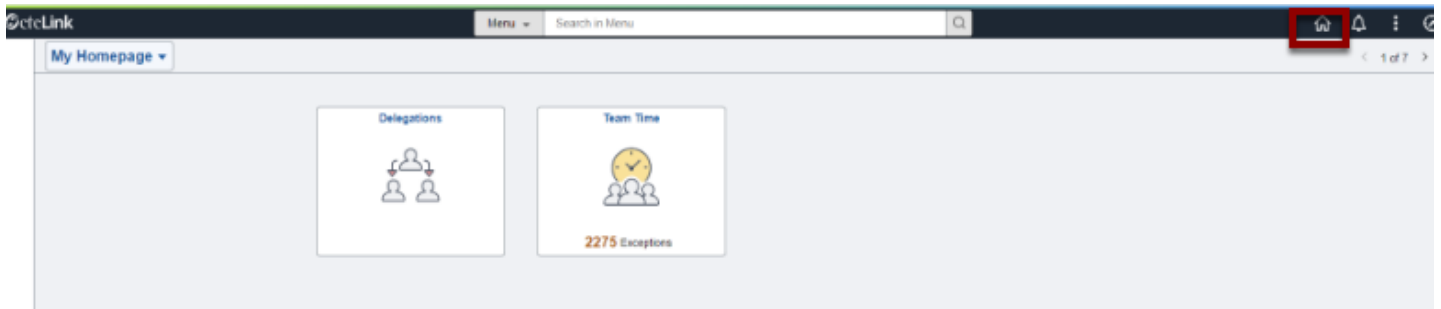 ctcLink
Menu
Search in Menu
My Homepage
1 of 7
Delegations
Team Time
2275 Exceptions